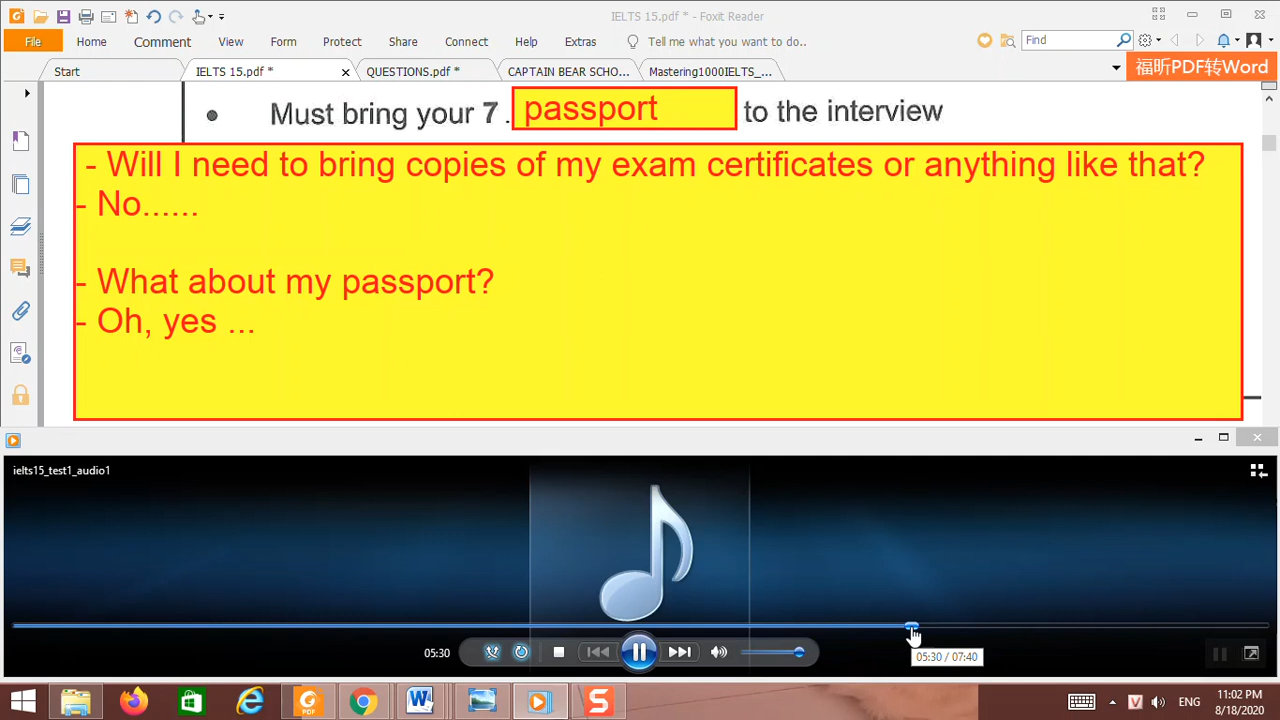 IELTS 15.pdf * - Foxit Reader
File Home Comment View Form Protect Share Connect Help Extras Tell me what you want to do.. Find
Start IELTS 15.pdf * QUESTIONS.pdf * CAPTAIN BEAR SCHO... Mastering1000IELTS_... 福昕PDF转Word
• Must bring your 7 . passport to the interview
- Will I need to bring copies of my exam certificates or anything like that?
- No......
- What about my passport?
- Oh, yes ...
ielts15_test1_audio1
05:30
05:30 / 07:40
ENG
11:02 PM
8/18/2020